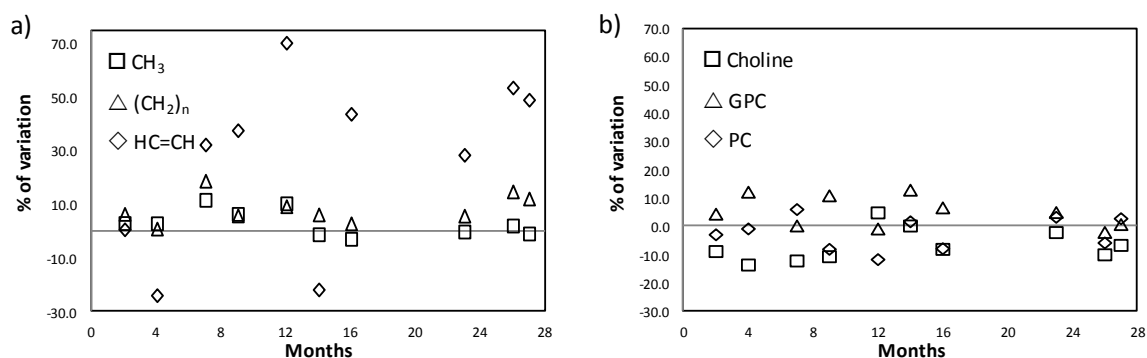 a)
% of variation
70.0
50.0
30.0
10.0
-10.0
-30.0
CH₃
(CH₂)ₙ
HC=CH
0 4 8 12 16 20 24 28
Months
b)
% of variation
70.0
60.0
50.0
40.0
30.0
20.0
10.0
0.0
-10.0
-20.0
-30.0
Choline
GPC
PC
0 4 8 12 16 20 24 28
Months